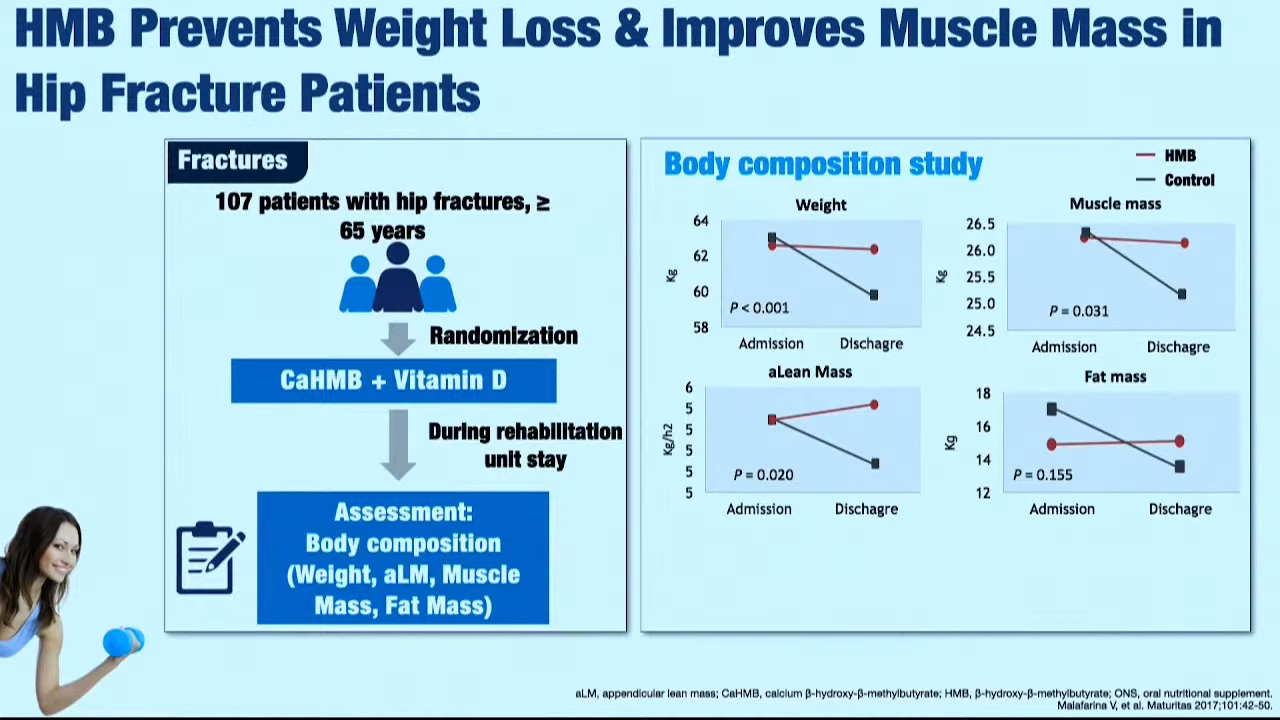 HMB Prevents Weight Loss & Improves Muscle Mass in
Hip Fracture Patients
Fractures
107 patients with hip fractures, ≥
65 years
Randomization
CaHMB + Vitamin D
During rehabilitation
unit stay
Assessment:
Body composition
(Weight, aLM, Muscle
Mass, Fat Mass)
Body composition study
HMB
Control
Weight
64
62
60
58
Kg
P < 0.001
Admission
Dischagre
Muscle mass
26.5
26.0
25.5
25.0
24.5
Kg
P = 0.031
Admission
Dischagre
aLean Mass
6
5
5
5
5
5
Kg/h2
P = 0.020
Admission
Dischagre
Fat mass
18
16
14
12
Kg
P = 0.155
Admission
Dischagre
aLM, appendicular lean mass; CaHMB, calcium β-hydroxy-β-methylbutyrate; HMB, β-hydroxy-β-methylbutyrate; ONS, oral nutritional supplement.
Malafarina V, et al. Maturitas 2017;101:42-50.